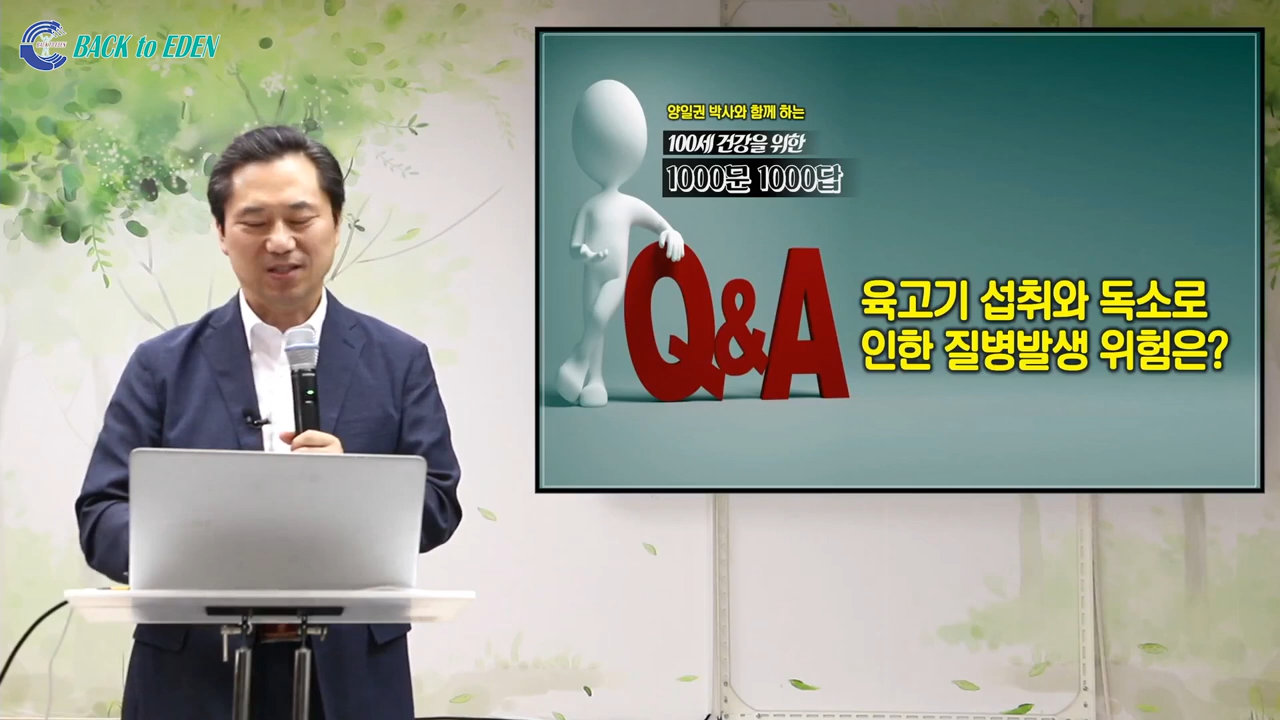 BACK to EDEN
양일권 박사와 함께 하는
100세 건강을 위한
1000문 1000답
Q&A
육고기 섭취와 독소로
인한 질병발생 위험은?